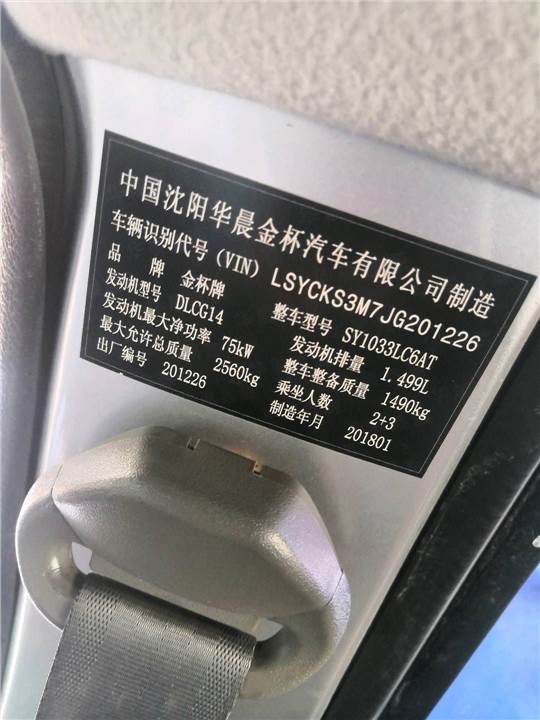 中国沈阳华晨金杯汽车有限公司制造
车辆识别代号(VIN) LSYCKS3M7JG201226
品牌 金杯牌 整车型号 SY1033LC6AT
发动机型号 DLCG14 发动机排量 1.499L
发动机最大净功率 75kW 整车整备质量 1490kg
最大允许总质量 2560kg 乘坐人数 2+3
出厂编号 201226 制造年月 201801